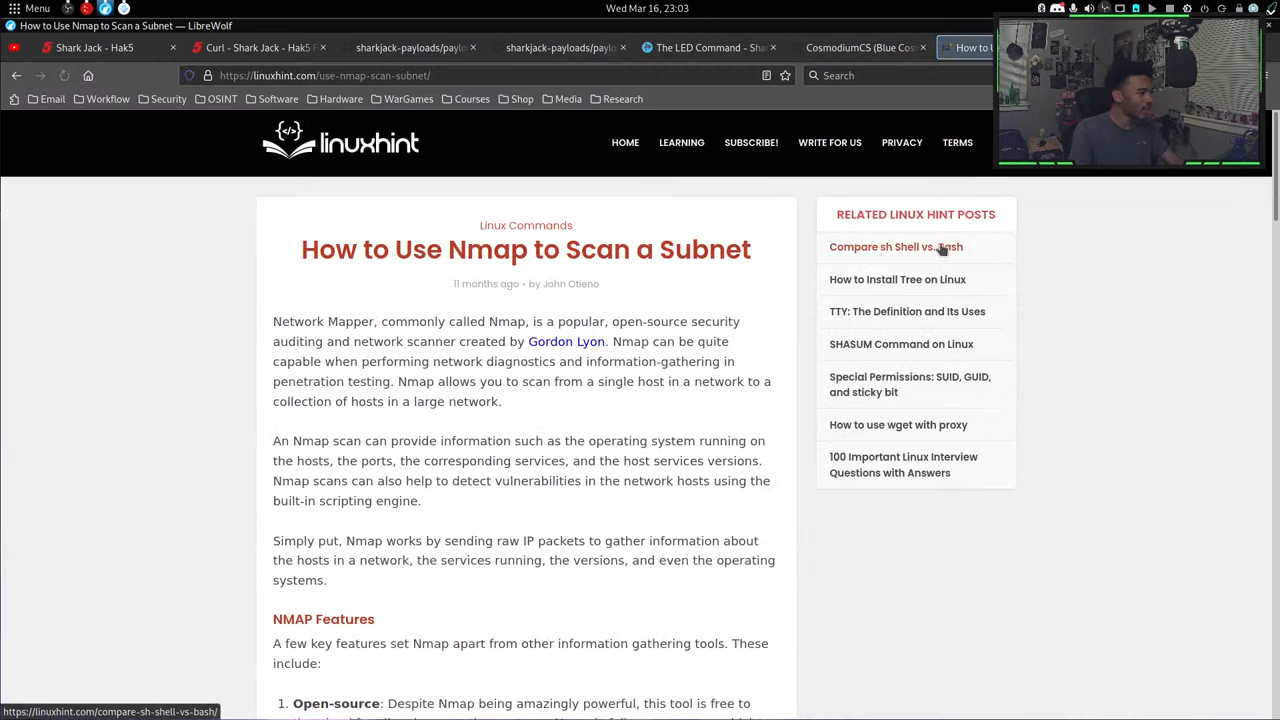 Menu
Wed Mar 16, 23:03
How to Use Nmap to Scan a Subnet — LibreWolf
Shark Jack - Hak5
Curl - Shark Jack - Hak5 F
sharkjack-payloads/paylo
sharkjack-payloads/paylo
The LED Command - Shar
CosmodiumCS (Blue Cos
How to U
https://linuxhint.com/use-nmap-scan-subnet/
Search
Email
Workflow
Security
OSINT
Software
Hardware
WarGames
Courses
Shop
Media
Research
linuxhint
HOME
LEARNING
SUBSCRIBE!
WRITE FOR US
PRIVACY
TERMS
Linux Commands
How to Use Nmap to Scan a Subnet
11 months ago • by John Otieno
Network Mapper, commonly called Nmap, is a popular, open-source security
auditing and network scanner created by Gordon Lyon. Nmap can be quite
capable when performing network diagnostics and information-gathering in
penetration testing. Nmap allows you to scan from a single host in a network to a
collection of hosts in a large network.
An Nmap scan can provide information such as the operating system running on
the hosts, the ports, the corresponding services, and the host services versions.
Nmap scans can also help to detect vulnerabilities in the network hosts using the
built-in scripting engine.
Simply put, Nmap works by sending raw IP packets to gather information about
the hosts in a network, the services running, the versions, and even the operating
systems.
NMAP Features
A few key features set Nmap apart from other information gathering tools. These
include:
1. Open-source: Despite Nmap being amazingly powerful, this tool is free to
RELATED LINUX HINT POSTS
Compare sh Shell vs. Bash
How to Install Tree on Linux
TTY: The Definition and Its Uses
SHASUM Command on Linux
Special Permissions: SUID, GUID,
and sticky bit
How to use wget with proxy
100 Important Linux Interview
Questions with Answers
https://linuxhint.com/compare-sh-shell-vs-bash/